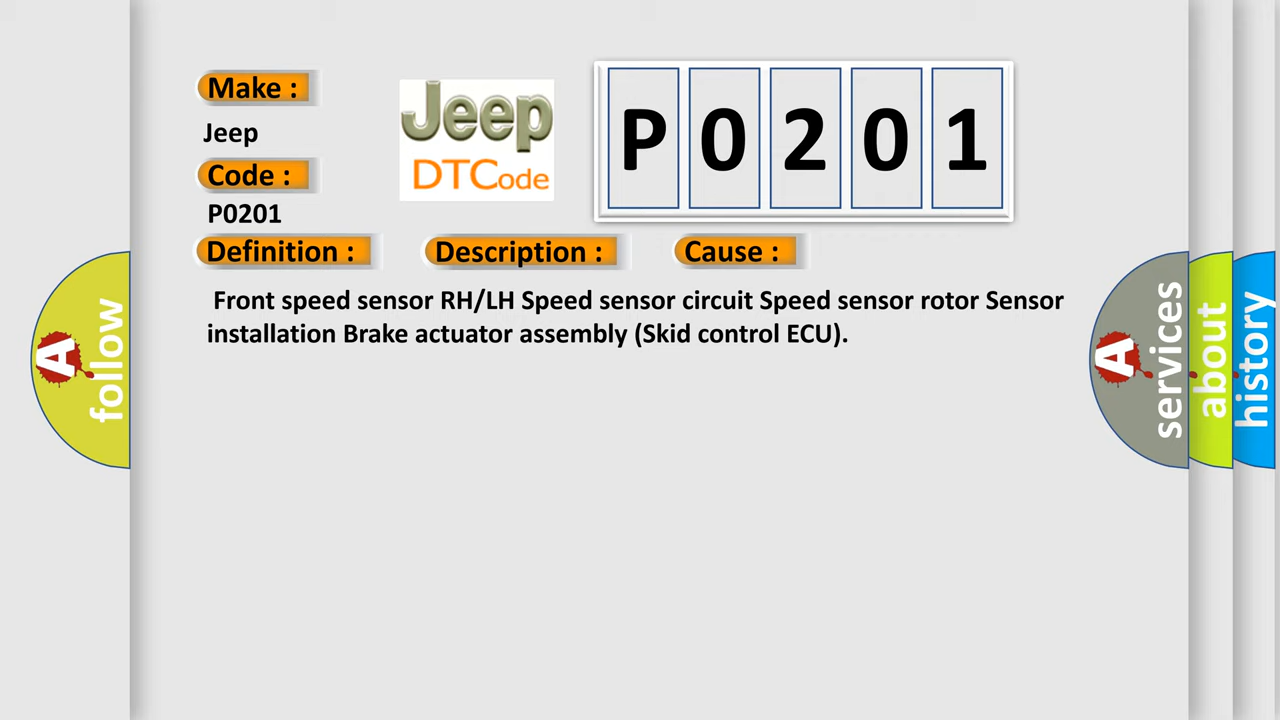 Make :
Jeep
Jeep
DTCode
P0201
Code :
P0201
Definition :
Description :
Cause :
Front speed sensor RH/LH Speed sensor circuit Speed sensor rotor Sensor
installation Brake actuator assembly (Skid control ECU).
A
follow
A
services
about
history